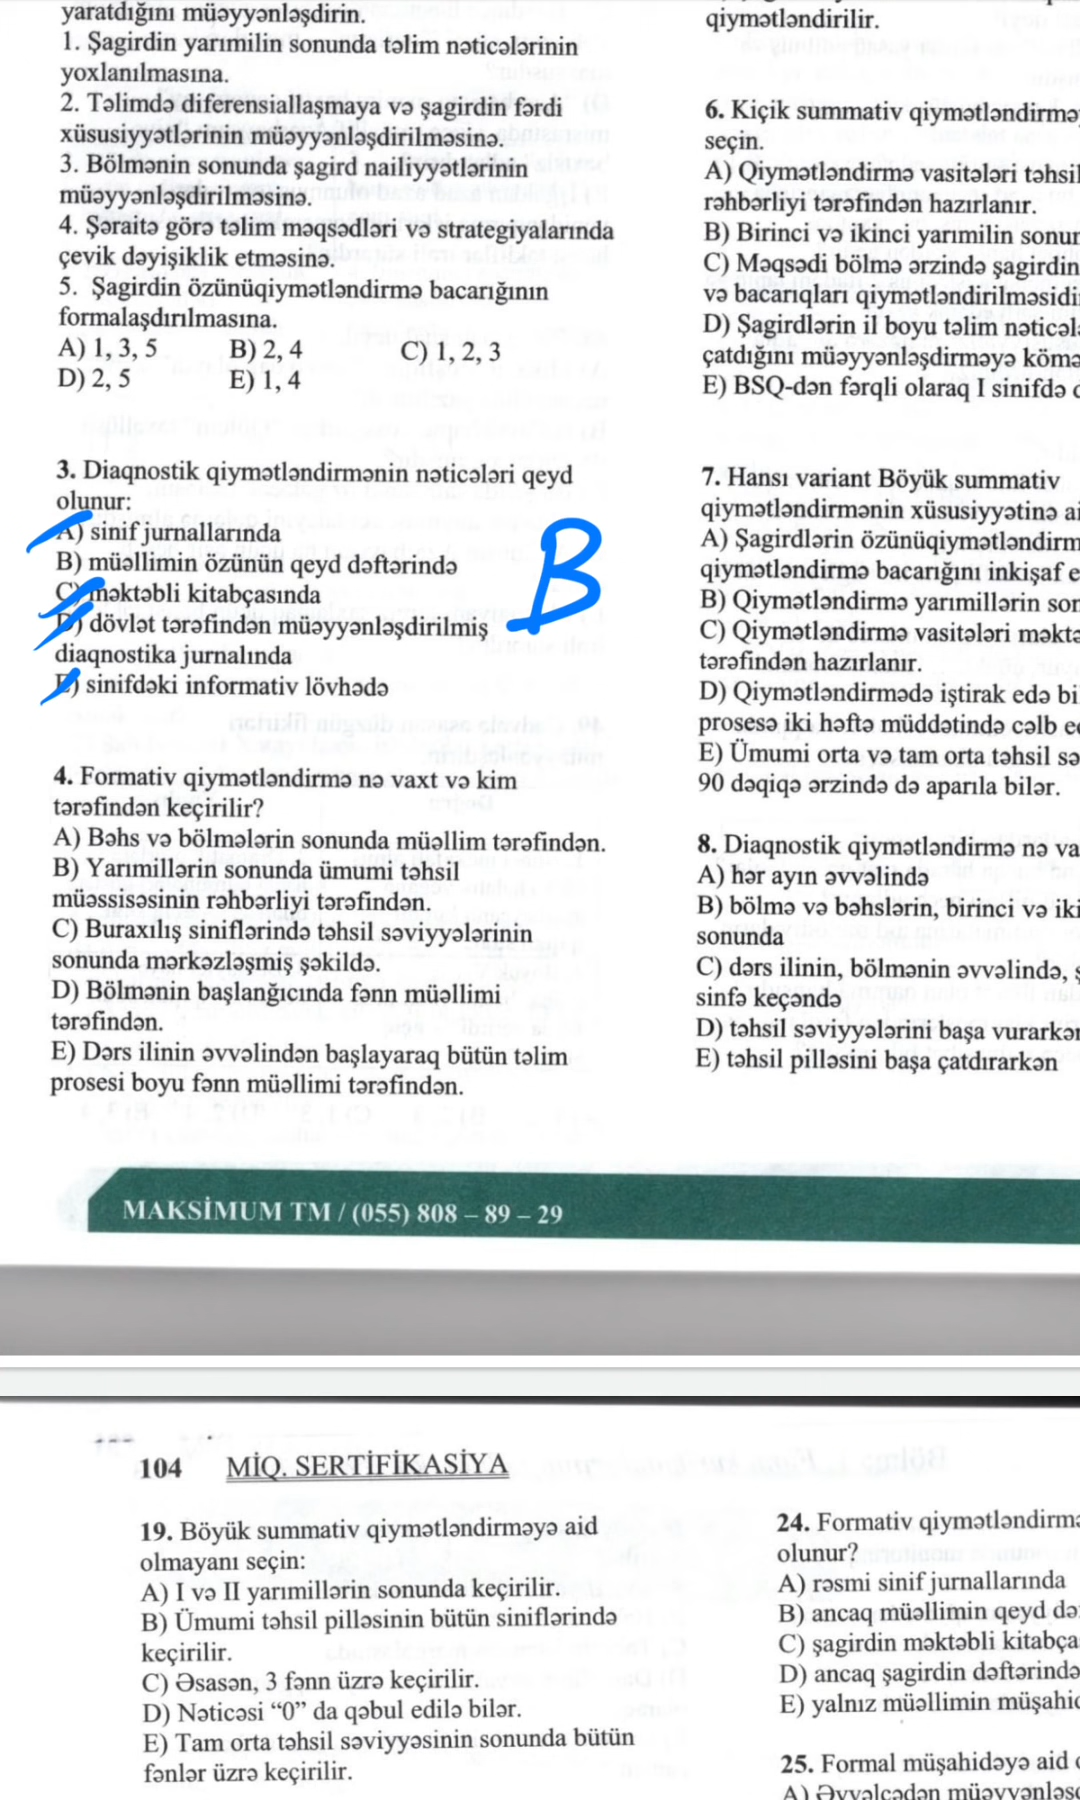 yaratdığını müəyyənləşdirin.
1. Şagirdin yarımilin sonunda təlim nəticələrinin
yoxlanılmasına.
2. Təlimdə diferensiallaşmaya və şagirdin fərdi
xüsusiyyətlərinin müəyyənləşdirilməsinə.
3. Bölmənin sonunda şagird nailiyyətlərinin
müəyyənləşdirilməsinə.
4. Şəraitə görə təlim məqsədləri və strategiyalarında
çevik dəyişiklik etməsinə.
5. Şagirdin özünüqiymətləndirmə bacarığının
formalaşdırılmasına.
A) 1, 3, 5 B) 2, 4 C) 1, 2, 3
D) 2, 5 E) 1, 4
3. Diaqnostik qiymətləndirmənin nəticələri qeyd
olunur:
A) sinif jurnallarında
B) müəllimin özünün qeyd dəftərində
C) məktəbli kitabçasında
D) dövlət tərəfindən müəyyənləşdirilmiş
diaqnostika jurnalında
E) sinifdəki informativ lövhədə
B
4. Formativ qiymətləndirmə nə vaxt və kim
tərəfindən keçirilir?
A) Bəhs və bölmələrin sonunda müəllim tərəfindən.
B) Yarımillərin sonunda ümumi təhsil
müəssisəsinin rəhbərliyi tərəfindən.
C) Buraxılış siniflərində təhsil səviyyələrinin
sonunda mərkəzləşmiş şəkildə.
D) Bölmənin başlanğıcında fənn müəllimi
tərəfindən.
E) Dərs ilinin əvvəlindən başlayaraq bütün təlim
prosesi boyu fənn müəllimi tərəfindən.
qiymətləndirilir.
6. Kiçik summativ qiymətləndirmə
seçin.
A) Qiymətləndirmə vasitələri təhsil
rəhbərliyi tərəfindən hazırlanır.
B) Birinci və ikinci yarımilin sonun
C) Məqsədi bölmə ərzində şagirdin
və bacarıqları qiymətləndirilməsidi
D) Şagirdlərin il boyu təlim nəticələ
çatdığını müəyyənləşdirməyə kömə
E) BSQ-dən fərqli olaraq I sinifdə
7. Hansı variant Böyük summativ
qiymətləndirmənin xüsusiyyətinə ai
A) Şagirdlərin özünüqiymətləndirm
qiymətləndirmə bacarığını inkişaf e
B) Qiymətləndirmə yarımillərin son
C) Qiymətləndirmə vasitələri məktə
tərəfindən hazırlanır.
D) Qiymətləndirmədə iştirak edə bi
prosesə iki həftə müddətində cəlb e
E) Ümumi orta və tam orta təhsil sə
90 dəqiqə ərzində də aparıla bilər.
8. Diaqnostik qiymətləndirmə nə va
A) hər ayın əvvəlində
B) bölmə və bəhslərin, birinci və iki
sonunda
C) dərs ilinin, bölmənin əvvəlində, ş
sinfə keçəndə
D) təhsil səviyyələrini başa vurarkən
E) təhsil pilləsini başa çatdırarkən
MAKSİMUM TM / (055) 808 – 89 – 29
104 MİQ. SERTİFİKASİYA
19. Böyük summativ qiymətləndirməyə aid
olmayanı seçin:
A) I və II yarımillərin sonunda keçirilir.
B) Ümumi təhsil pilləsinin bütün siniflərində
keçirilir.
C) Əsasən, 3 fənn üzrə keçirilir.
D) Nəticəsi “0” da qəbul edilə bilər.
E) Tam orta təhsil səviyyəsinin sonunda bütün
fənlər üzrə keçirilir.
24. Formativ qiymətləndirmə
olunur?
A) rəsmi sinif jurnallarında
B) ancaq müəllimin qeyd də
C) şagirdin məktəbli kitabça
D) ancaq şagirdin dəftərində
E) yalnız müəllimin müşahid
25. Formal müşahidəyə aid
A) Əvvəlcədən müəyyənləş